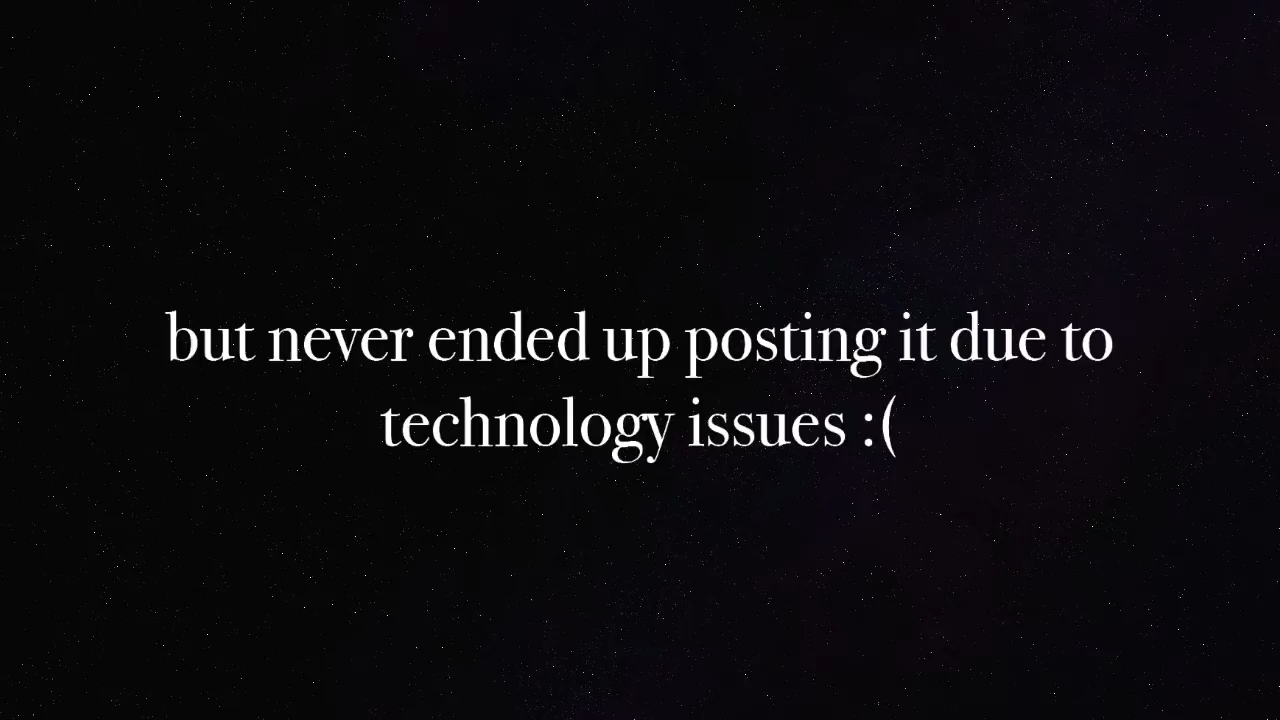 but never ended up posting it due to
technology issues :(